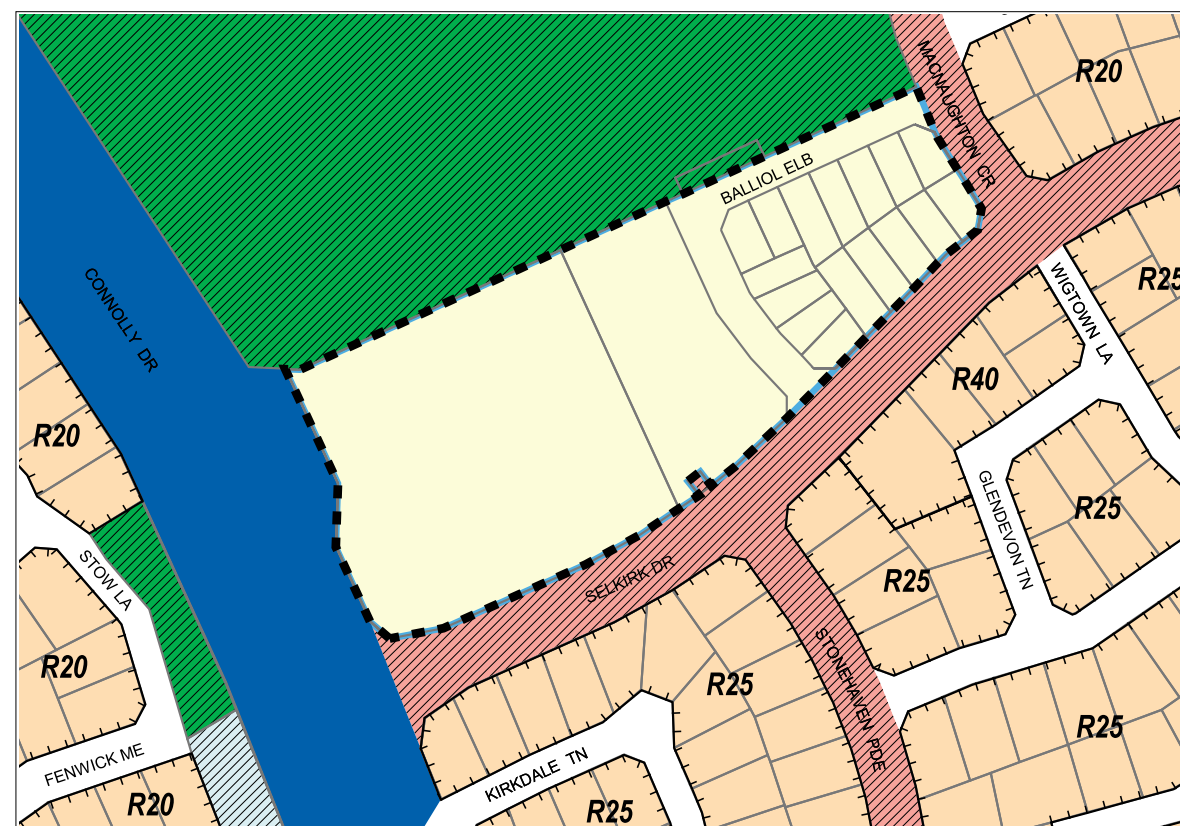 R20
MACNAUGHTON CR
BALLIOL ELB
CONNOLLY DR
WIGTOWN LA
R25
R40
R20
GLENDEVON TN
R25
STOW LA
SELKIRK DR
R25
R20
STONEHAVEN PDE
R25
R25
FENWICK ME
KIRKDALE TN
R20
R25